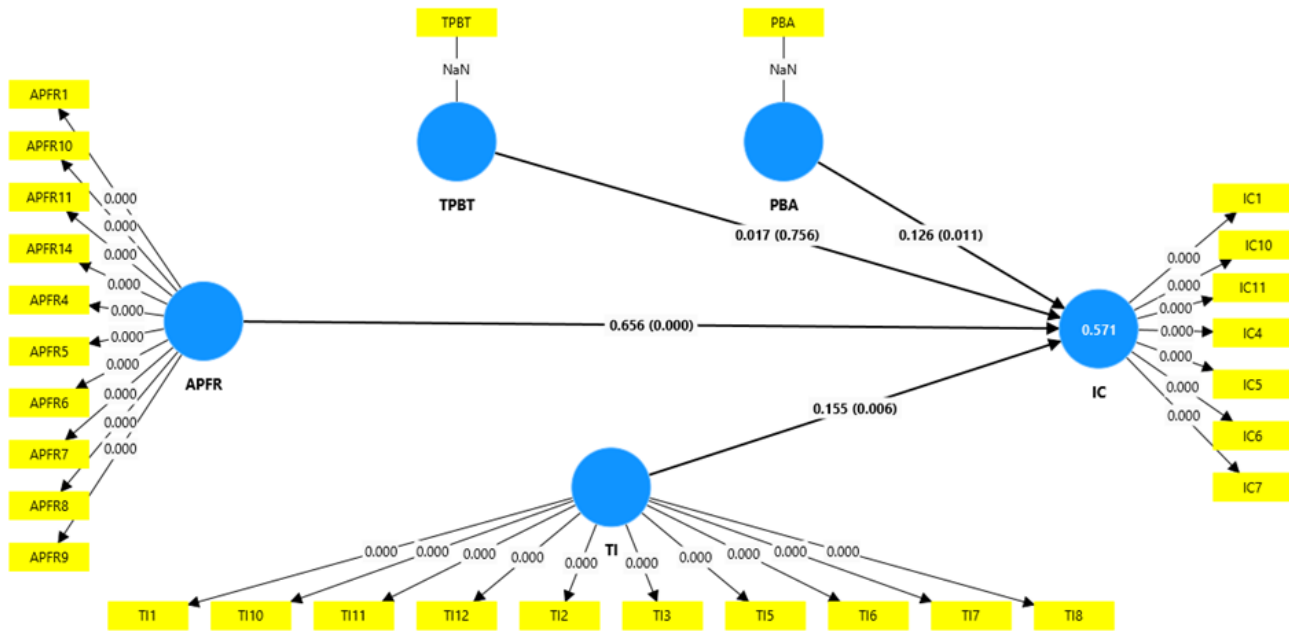 TPBT
PBA
NaN
NaN
TPBT
PBA
APFR1
APFR10
APFR11
APFR14
APFR4
APFR5
APFR6
APFR7
APFR8
APFR9
0.000
0.000
0.000
0.000
0.000
0.000
0.000
0.000
0.000
0.000
APFR
0.017 (0.756)
0.126 (0.011)
0.656 (0.000)
0.155 (0.006)
0.571
IC
0.000
0.000
0.000
0.000
0.000
0.000
0.000
IC1
IC10
IC11
IC4
IC5
IC6
IC7
TI
0.000
0.000
0.000
0.000
0.000
0.000
0.000
0.000
0.000
0.000
TI1
TI10
TI11
TI12
TI2
TI3
TI5
TI6
TI7
TI8